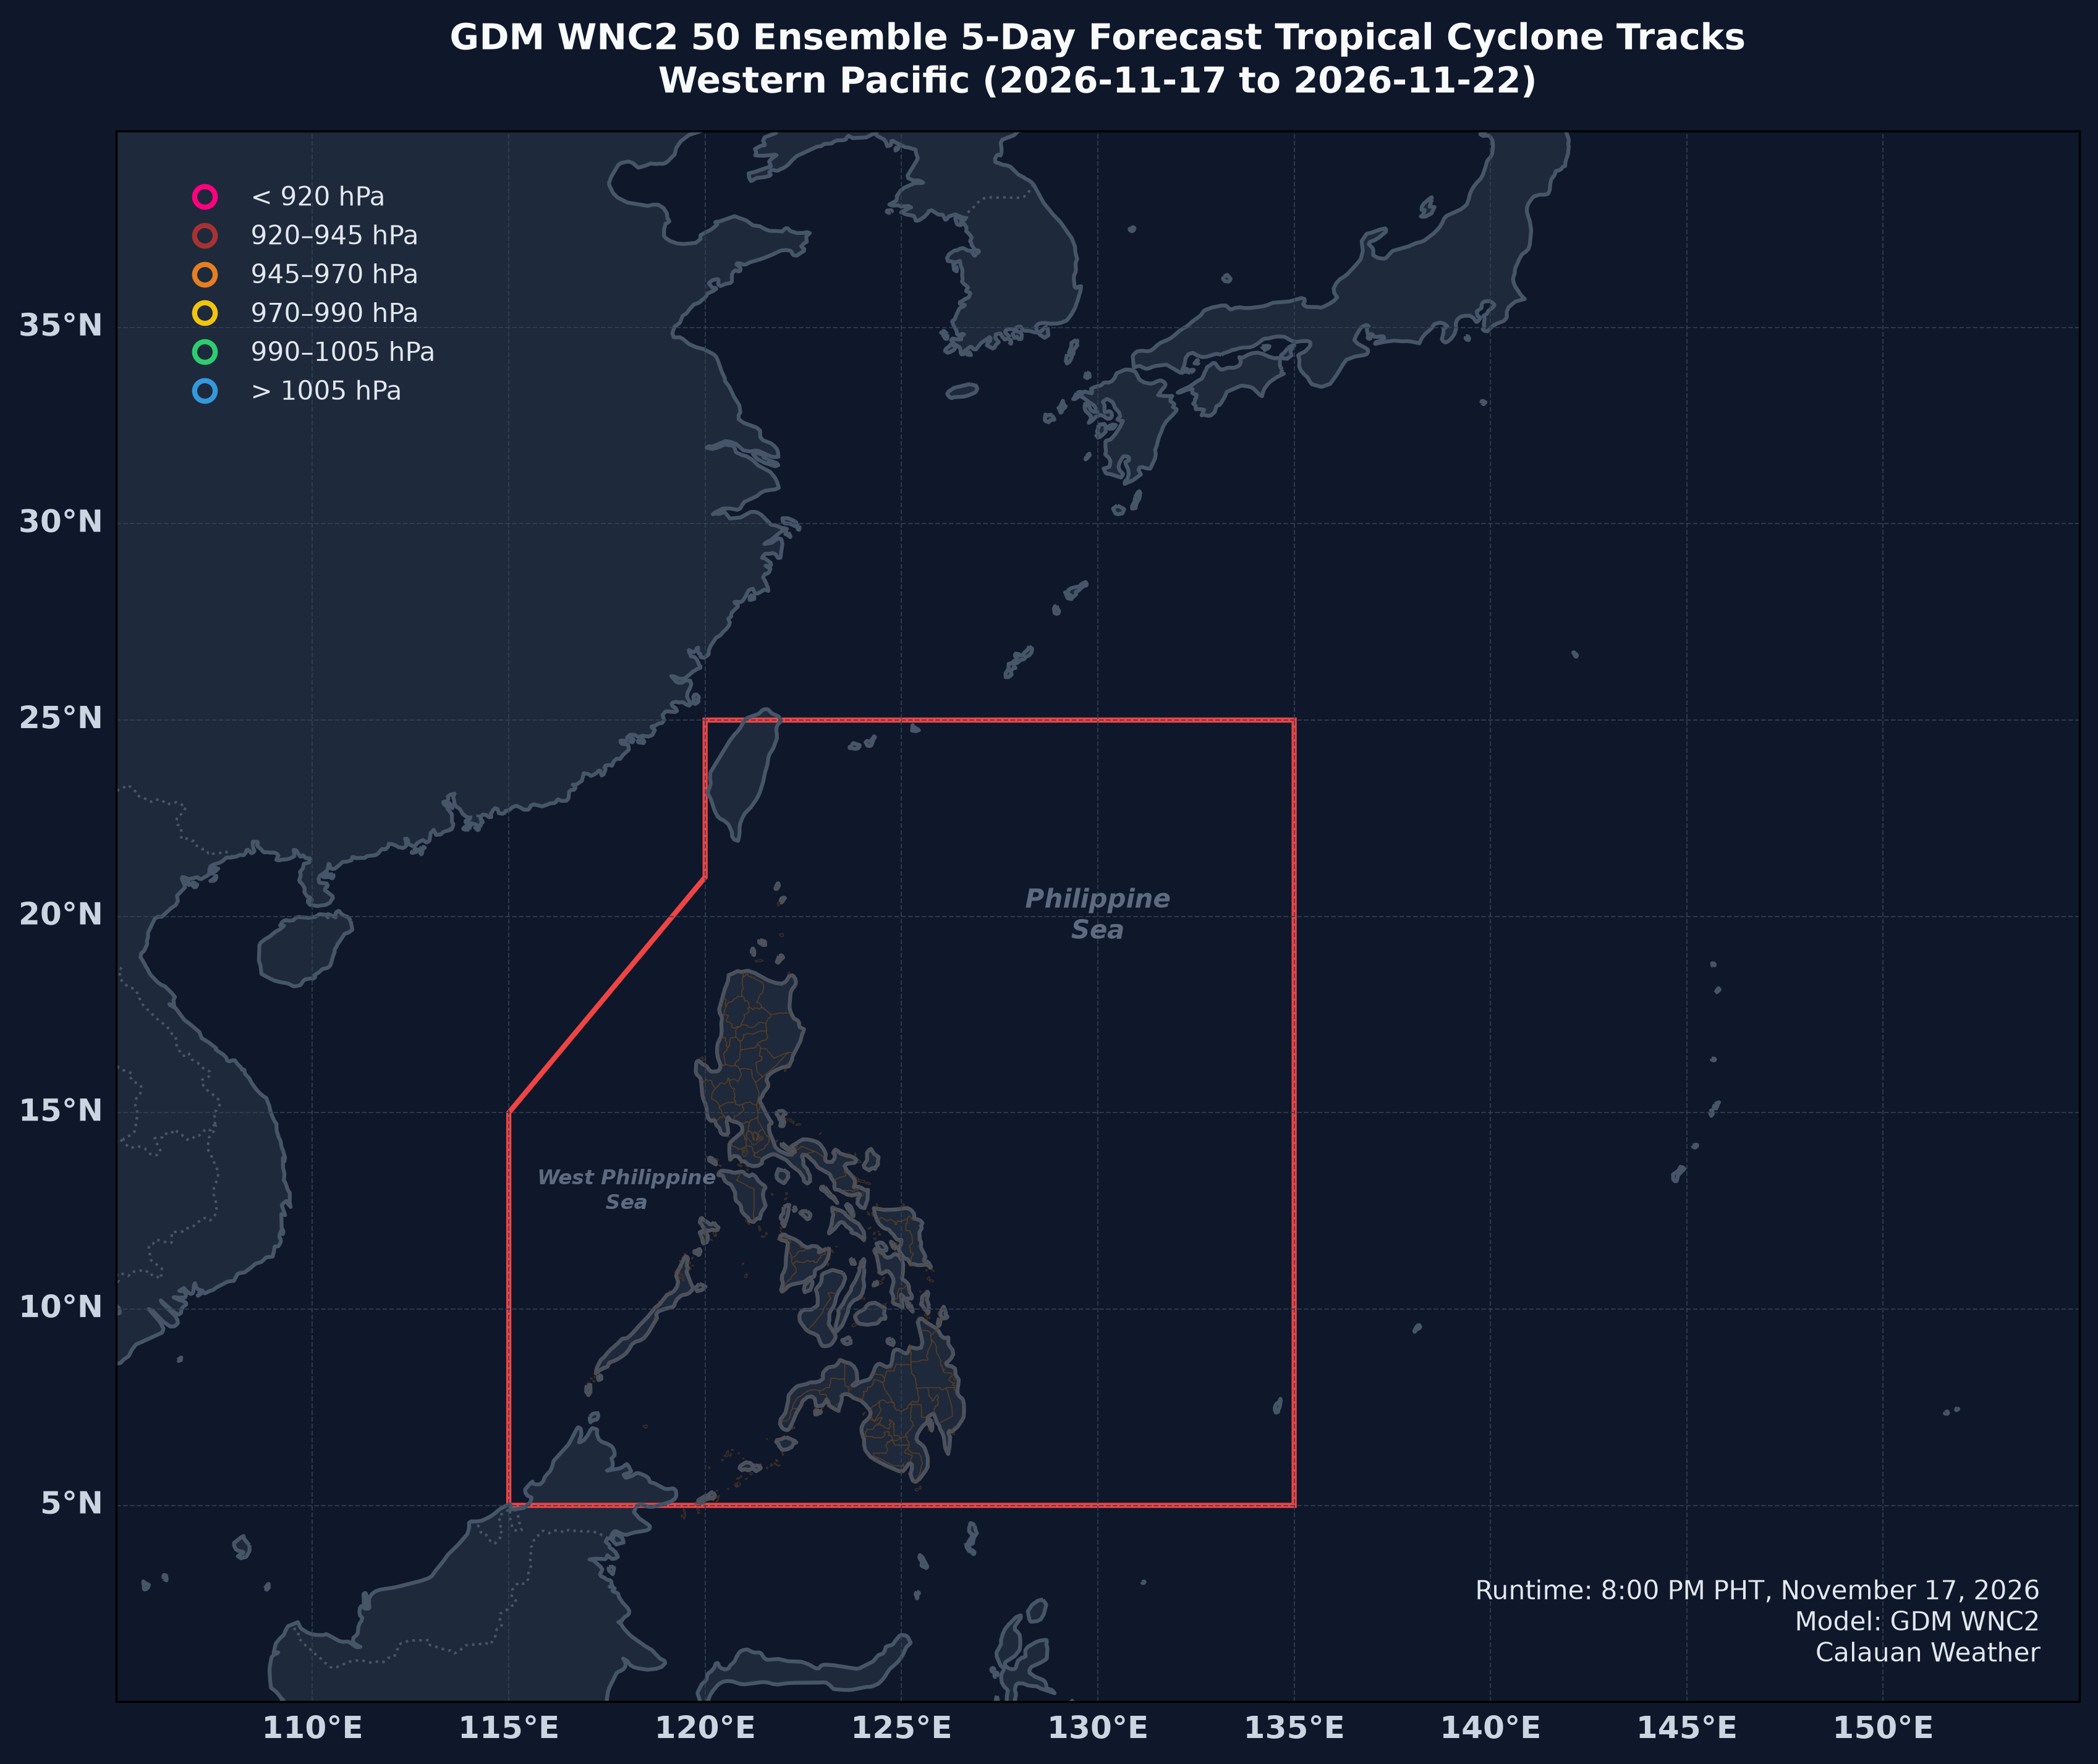 GDM WNC2 50 Ensemble 5-Day Forecast Tropical Cyclone Tracks
Western Pacific (2026-11-17 to 2026-11-22)
< 920 hPa
920–945 hPa
945–970 hPa
970–990 hPa
990–1005 hPa
> 1005 hPa
35°N
30°N
25°N
20°N
15°N
10°N
5°N
Philippine
Sea
West Philippine
Sea
Runtime: 8:00 PM PHT, November 17, 2026
Model: GDM WNC2
Calauan Weather
110°E
115°E
120°E
125°E
130°E
135°E
140°E
145°E
150°E